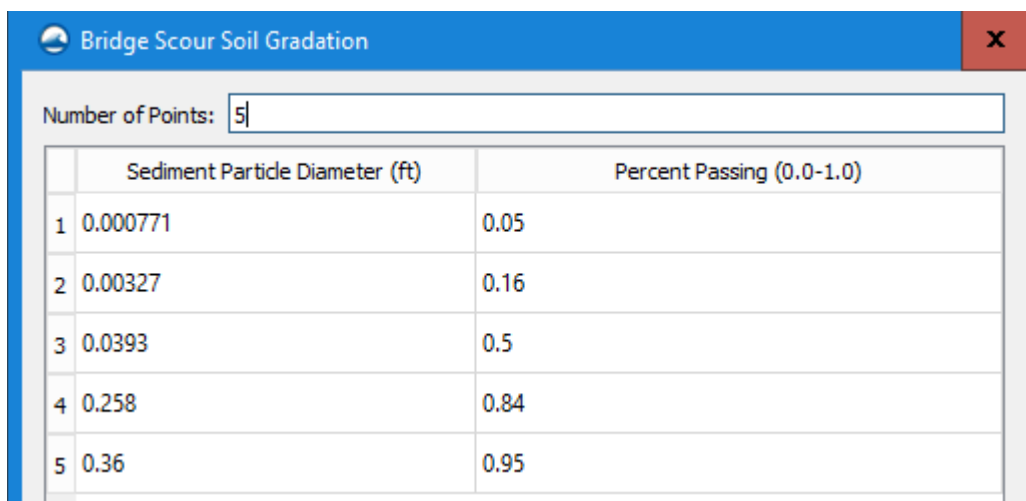 Bridge Scour Soil Gradation
x
Number of Points: 5
Sediment Particle Diameter (ft) Percent Passing (0.0-1.0)
1 0.000771 0.05
2 0.00327 0.16
3 0.0393 0.5
4 0.258 0.84
5 0.36 0.95